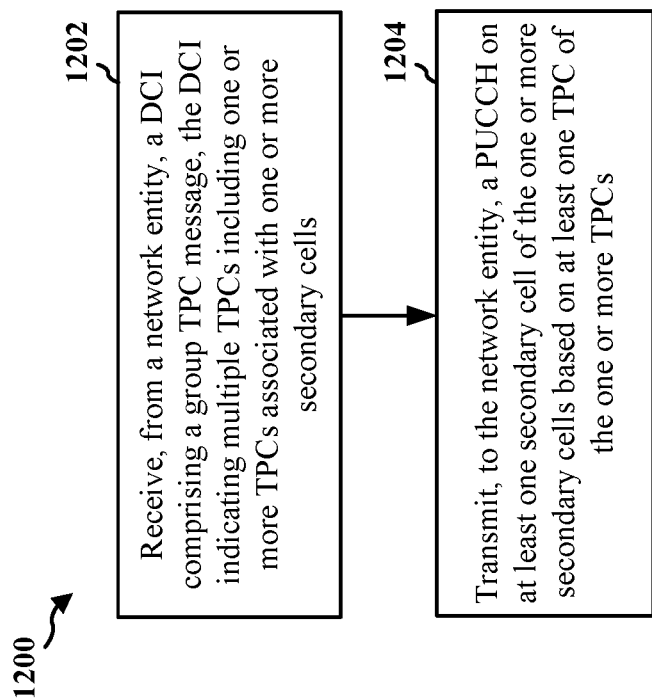 1200
1202
Receive, from a network entity, a DCI
comprising a group TPC message, the DCI
indicating multiple TPCs including one or
more TPCs associated with one or more
secondary cells
1204
Transmit, to the network entity, a PUCCH on
at least one secondary cell of the one or more
secondary cells based on at least one TPC of
the one or more TPCs